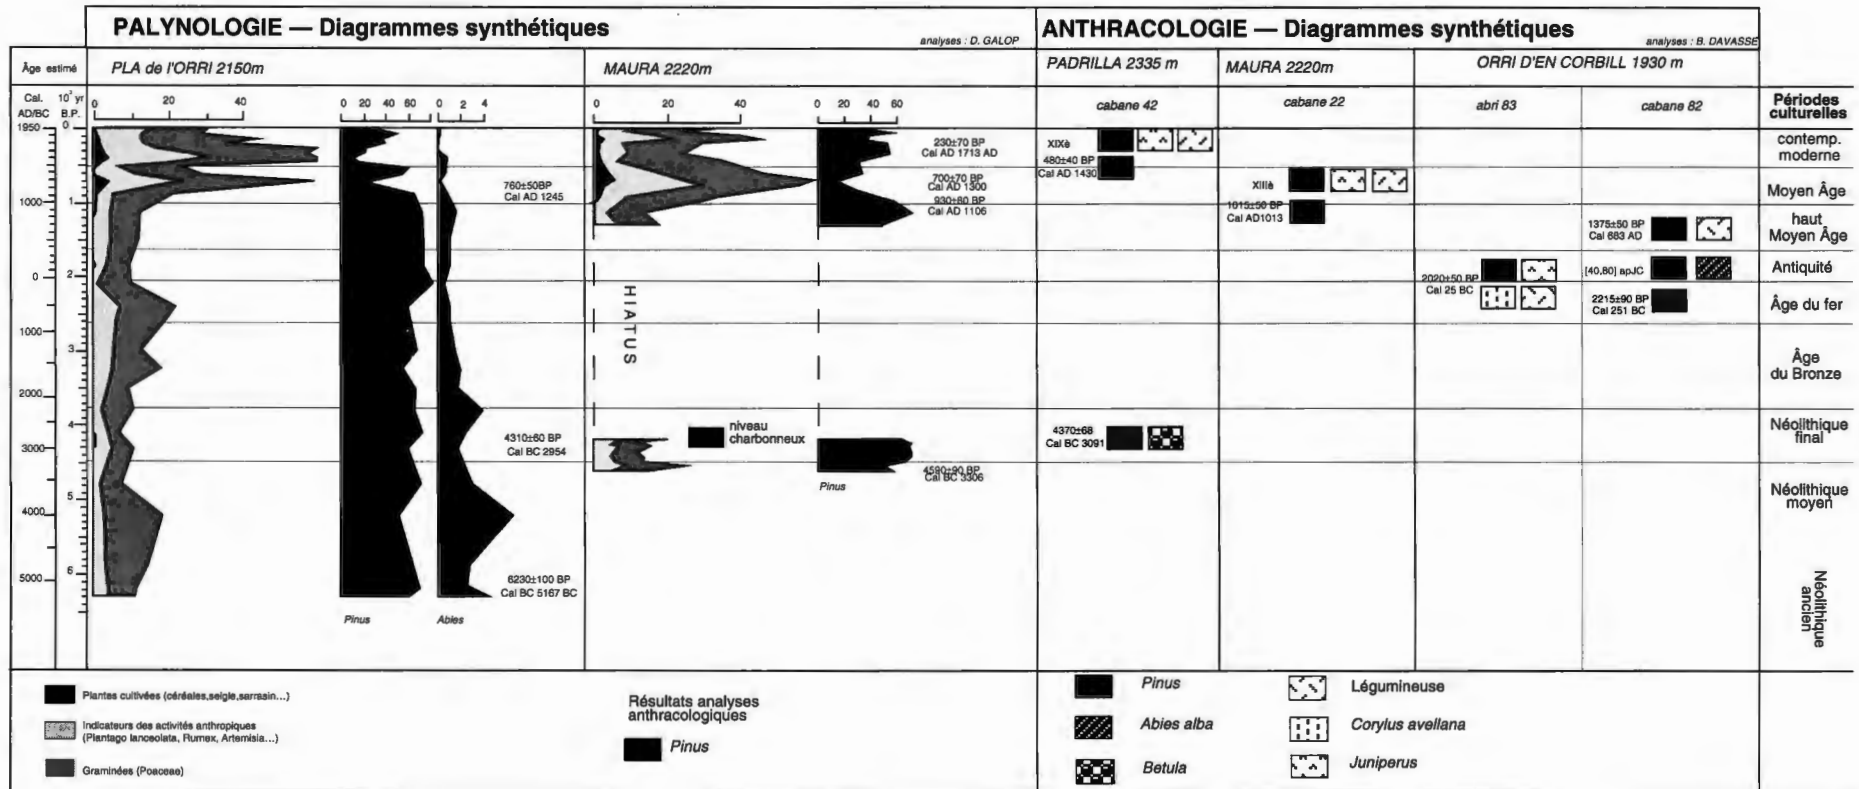 PALYNOLOGIE — Diagrammes synthétiques
analyses : D. GALOP
ANTHRACOLOGIE — Diagrammes synthétiques
analyses : B. DAVASSE
Âge estimé
PLA de l'ORRI 2150m
MAURA 2220m
PADRILLA 2335 m
MAURA 2220m
ORRI D'EN CORBILL 1930 m
Cal. AD/BC
10³ yr B.P.
0 20 40
0 20 40 60
0 2 4
0 20 40
0 20 40 60
cabane 42
cabane 22
abri 83
cabane 82
Périodes culturelles
1950
1000
0
1000
2000
3000
4000
5000
0
1
2
3
4
5
6
760±50BP
Cal AD 1245
4310±60 BP
Cal BC 2954
6230±100 BP
Cal BC 5167 BC
Pinus
Abies
HIATUS
niveau
charbonneux
230±70 BP
Cal AD 1713 AD
700±70 BP
Cal AD 1300
930±80 BP
Cal AD 1106
4590±90 BP
Cal BC 3306
Pinus
XIXè
480±40 BP
Cal AD 1430
4370±68
Cal BC 3091
XIIIè
1015±50 BP
Cal AD1013
2020±50 BP
Cal 25 BC
1375±50 BP
Cal 683 AD
[40,80] apJC
2215±90 BP
Cal 251 BC
contemp.
moderne
Moyen Âge
haut
Moyen Âge
Antiquité
Âge du fer
Âge
du Bronze
Néolithique
final
Néolithique
moyen
Néolithique
ancien
Plantes cultivées (céréales,seigle,sarrasin...)
Indicateurs des activités anthropiques
(Plantago lanceolata, Rumex, Artemisia...)
Graminées (Poaceae)
Résultats analyses
anthracologiques
Pinus
Pinus
Abies alba
Betula
Légumineuse
Corylus avellana
Juniperus